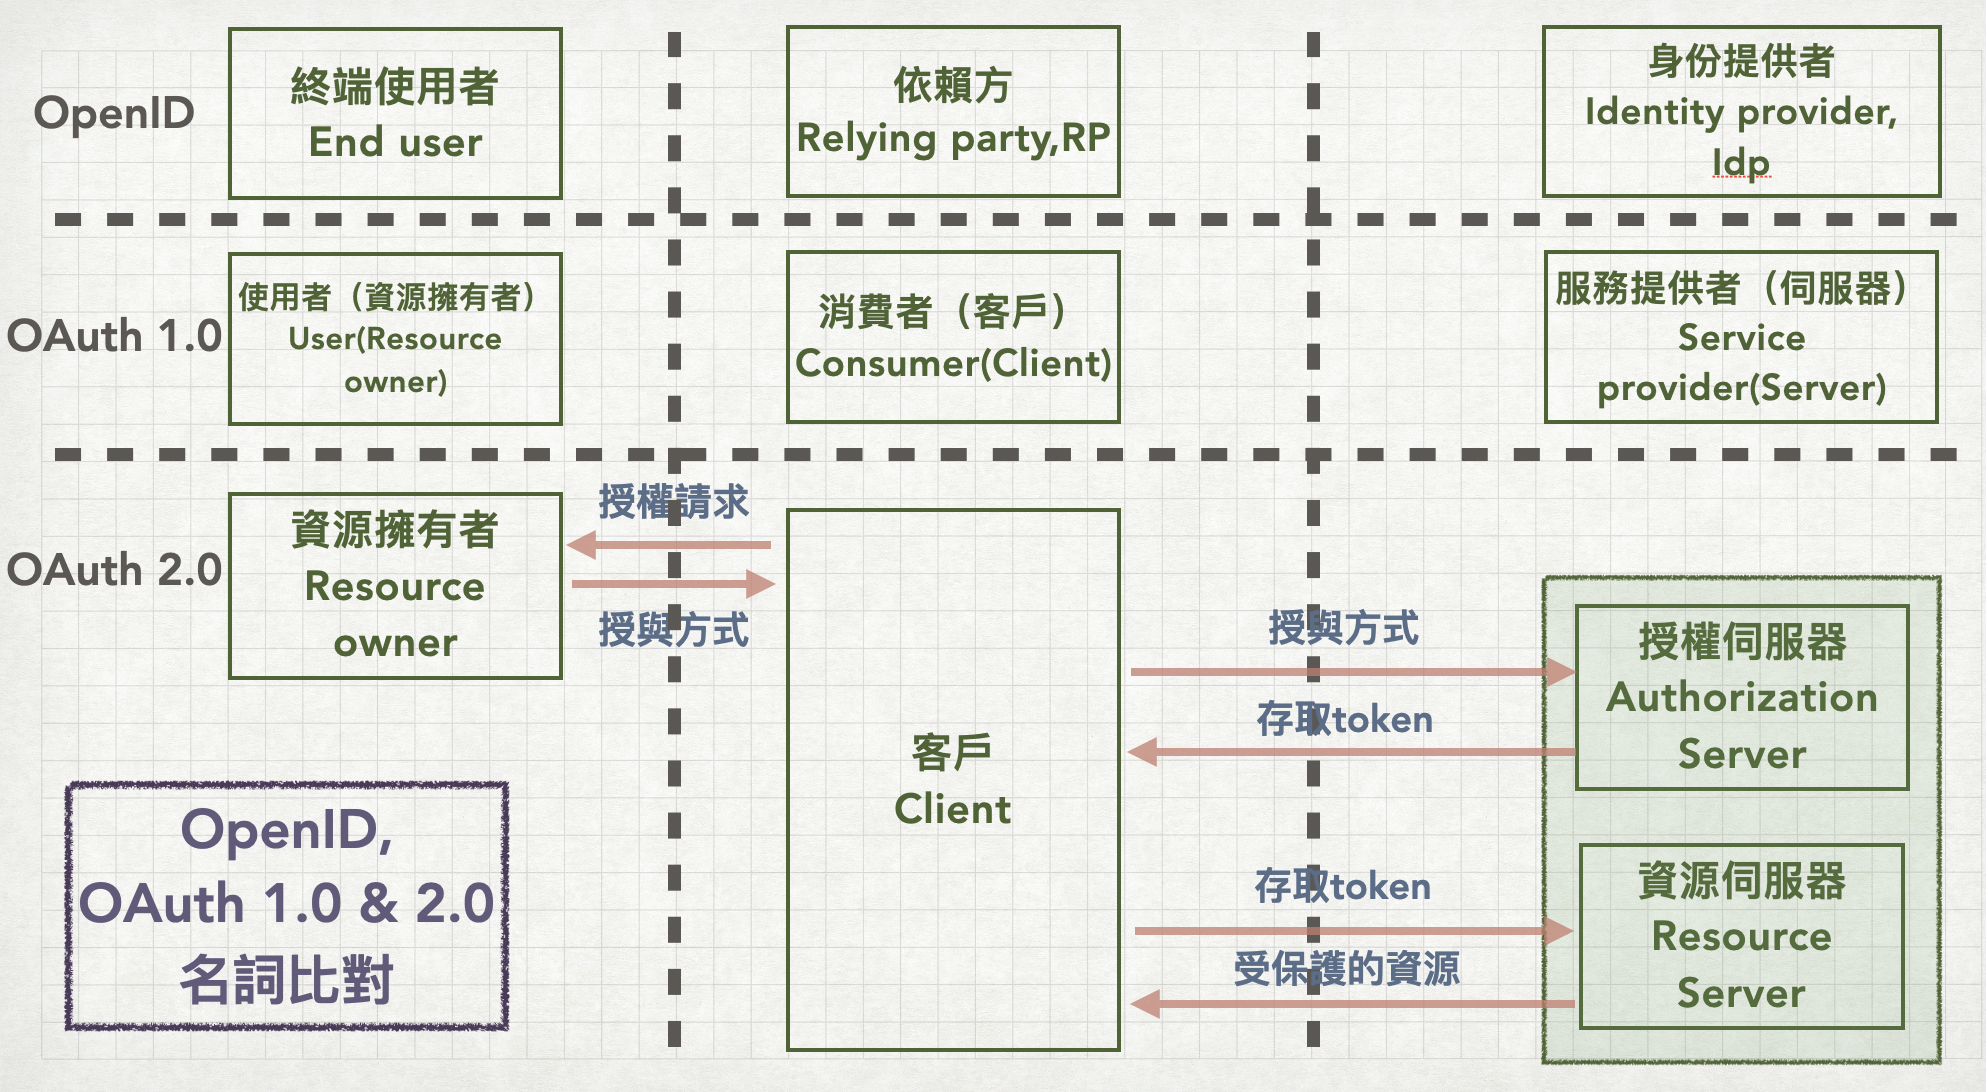 OpenID
終端使用者
End user
依賴方
Relying party,RP
身份提供者
Identity provider,
Idp
OAuth 1.0
使用者（資源擁有者）
User(Resource
owner)
消費者（客戶）
Consumer(Client)
服務提供者（伺服器）
Service
provider(Server)
OAuth 2.0
資源擁有者
Resource
owner
授權請求
授與方式
客戶
Client
授與方式
存取token
授權伺服器
Authorization
Server
存取token
受保護的資源
資源伺服器
Resource
Server
OpenID,
OAuth 1.0 & 2.0
名詞比對